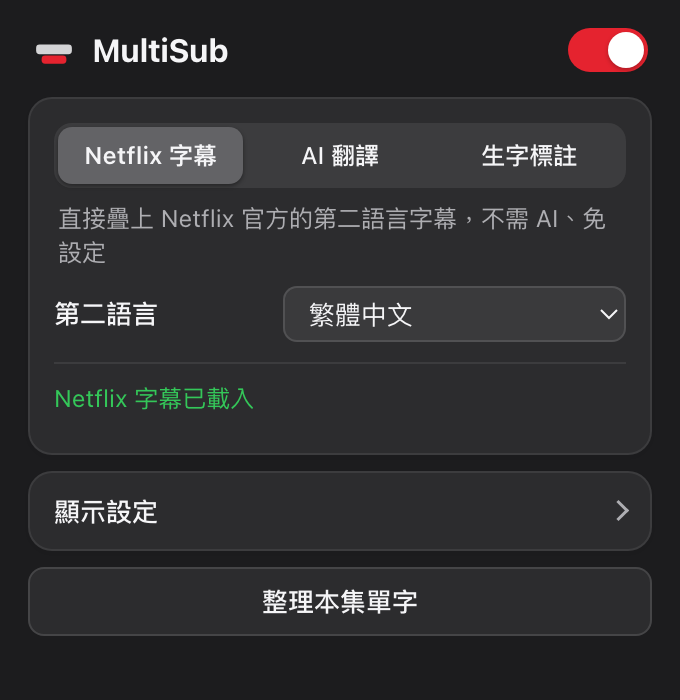 MultiSub
Netflix 字幕
AI 翻譯
生字標註
直接疊上 Netflix 官方的第二語言字幕，不需 AI、免
設定
第二語言
繁體中文
Netflix 字幕已載入
顯示設定
整理本集單字